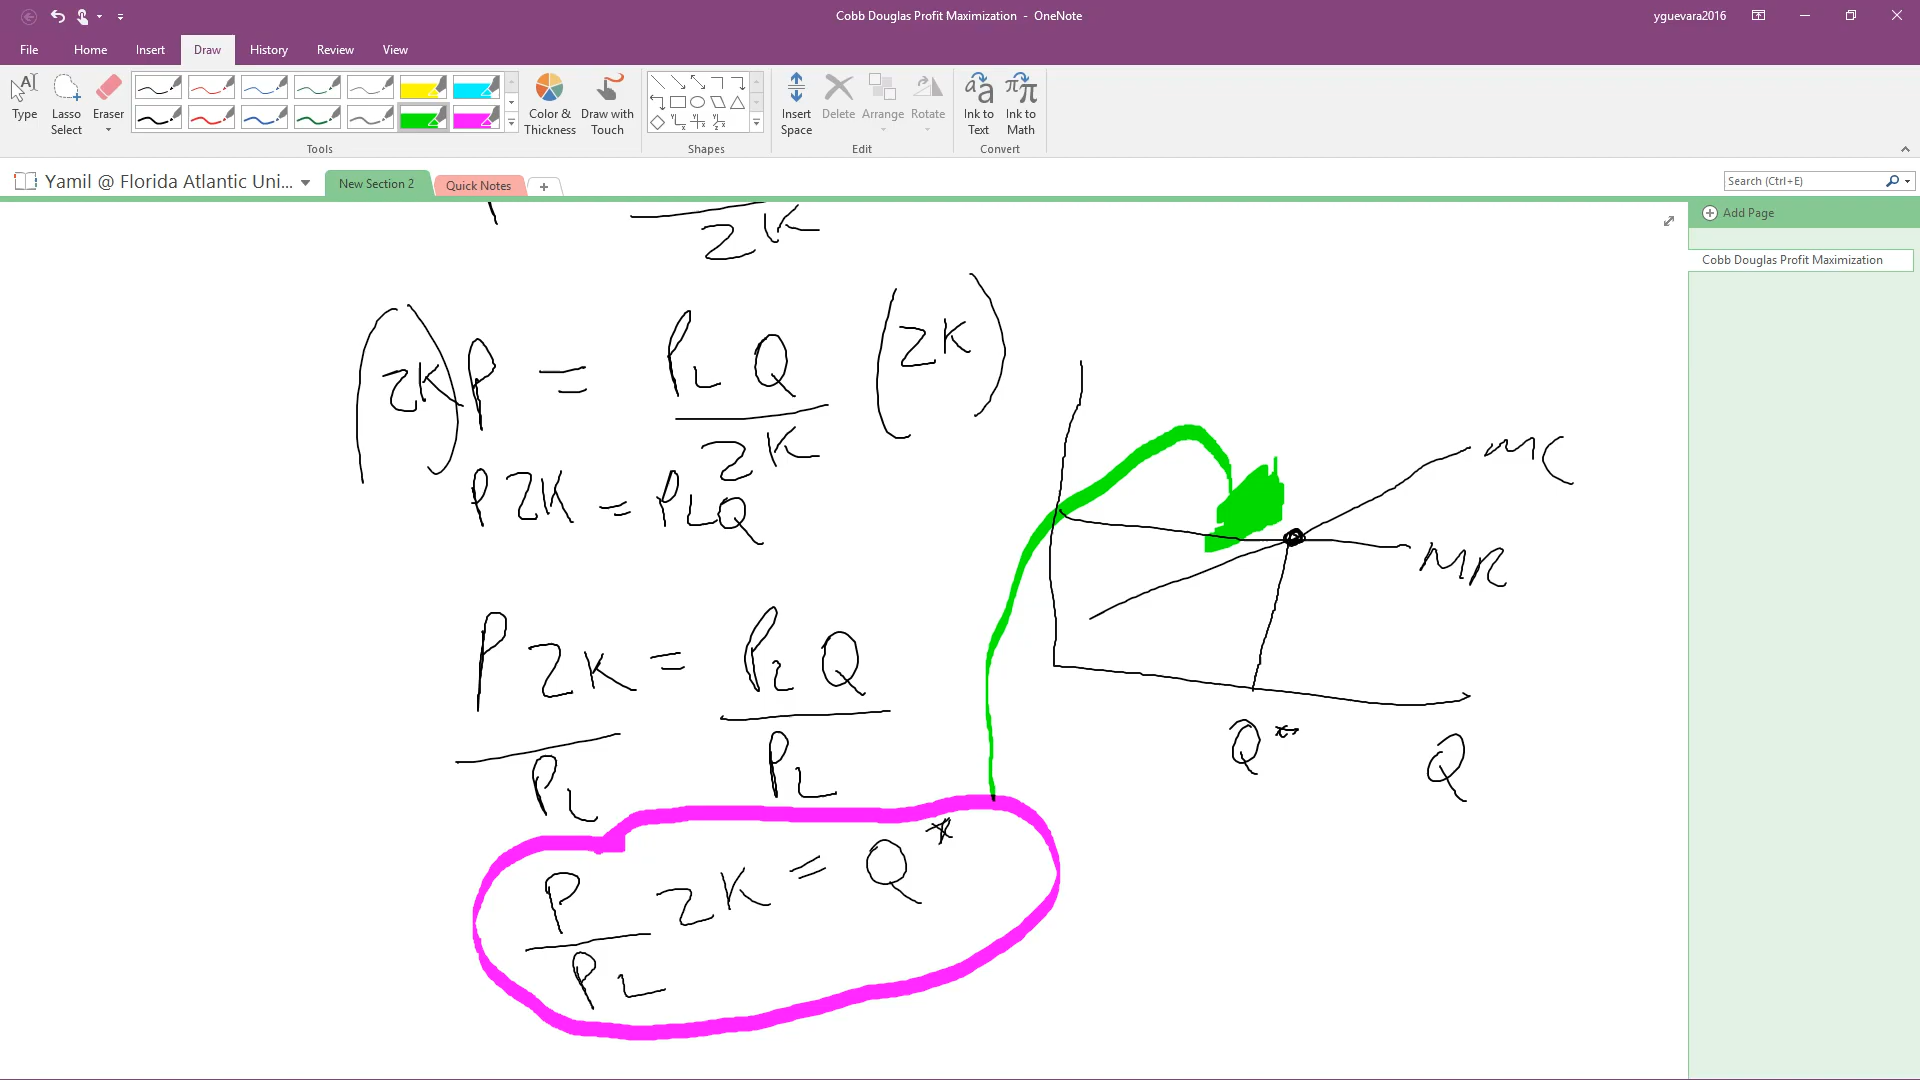 Cobb Douglas Profit Maximization - OneNote
yguevara2016
File Home Insert Draw History Review View
Type
Lasso Select
Eraser
Color & Thickness
Draw with Touch
Insert Space
Delete
Arrange
Rotate
Ink to Text
Ink to Math
Tools
Shapes
Edit
Convert
Yamil @ Florida Atlantic Uni...
New Section 2
Quick Notes
Search (Ctrl+E)
Add Page
Cobb Douglas Profit Maximization
2K
(2K) P = PL Q (2K)
2K
P2K = PLQ
P 2K = PL Q
PL PL
P 2K = Q*
PL
MC
MR
Q*
Q